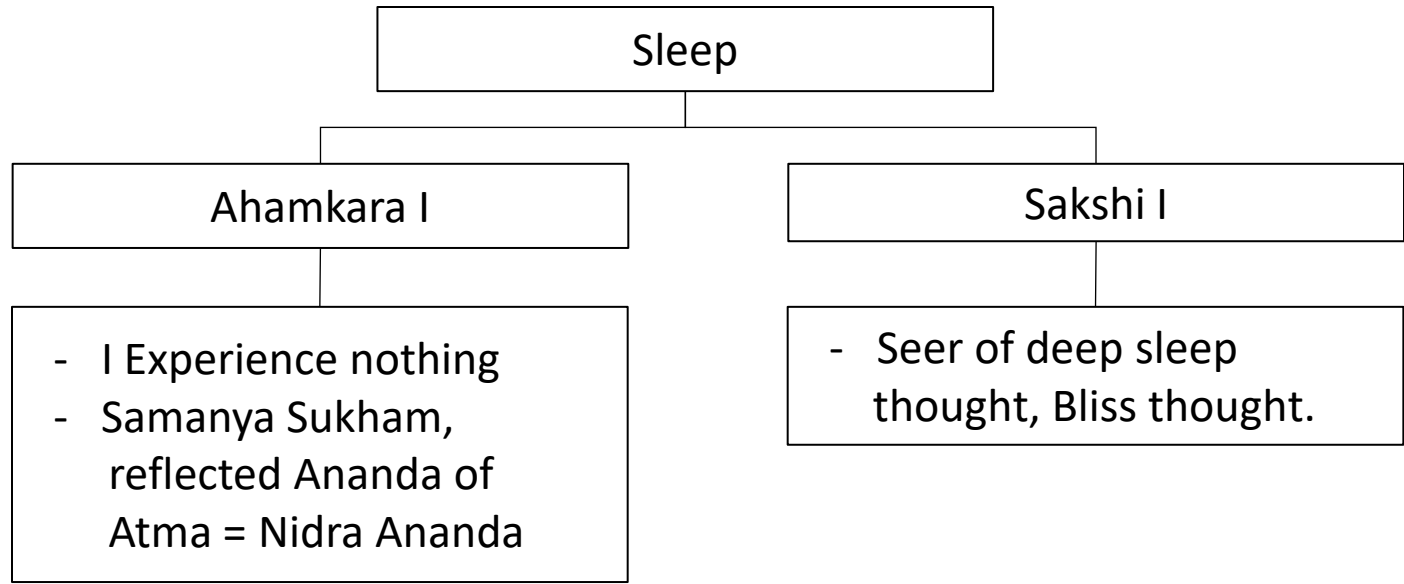 Sleep
Ahamkara I
Sakshi I
- I Experience nothing
- Samanya Sukham,
reflected Ananda of
Atma = Nidra Ananda
- Seer of deep sleep
thought, Bliss thought.